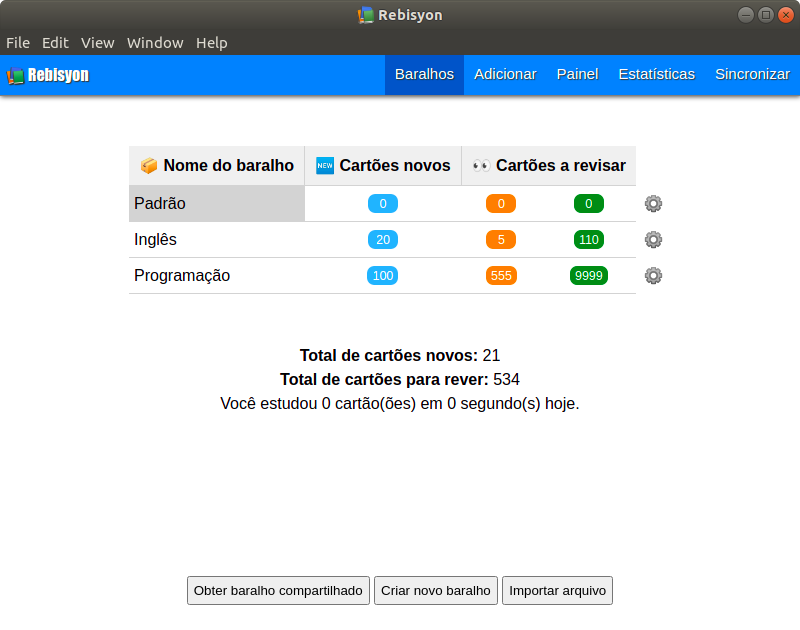 Rebisyon
File Edit View Window Help
Rebisyon Baralhos Adicionar Painel Estatísticas Sincronizar
Nome do baralho NEW Cartões novos Cartões a revisar
Padrão 0 0 0
Inglês 20 5 110
Programação 100 555 9999
Total de cartões novos: 21
Total de cartões para rever: 534
Você estudou 0 cartão(ões) em 0 segundo(s) hoje.
Obter baralho compartilhado Criar novo baralho Importar arquivo